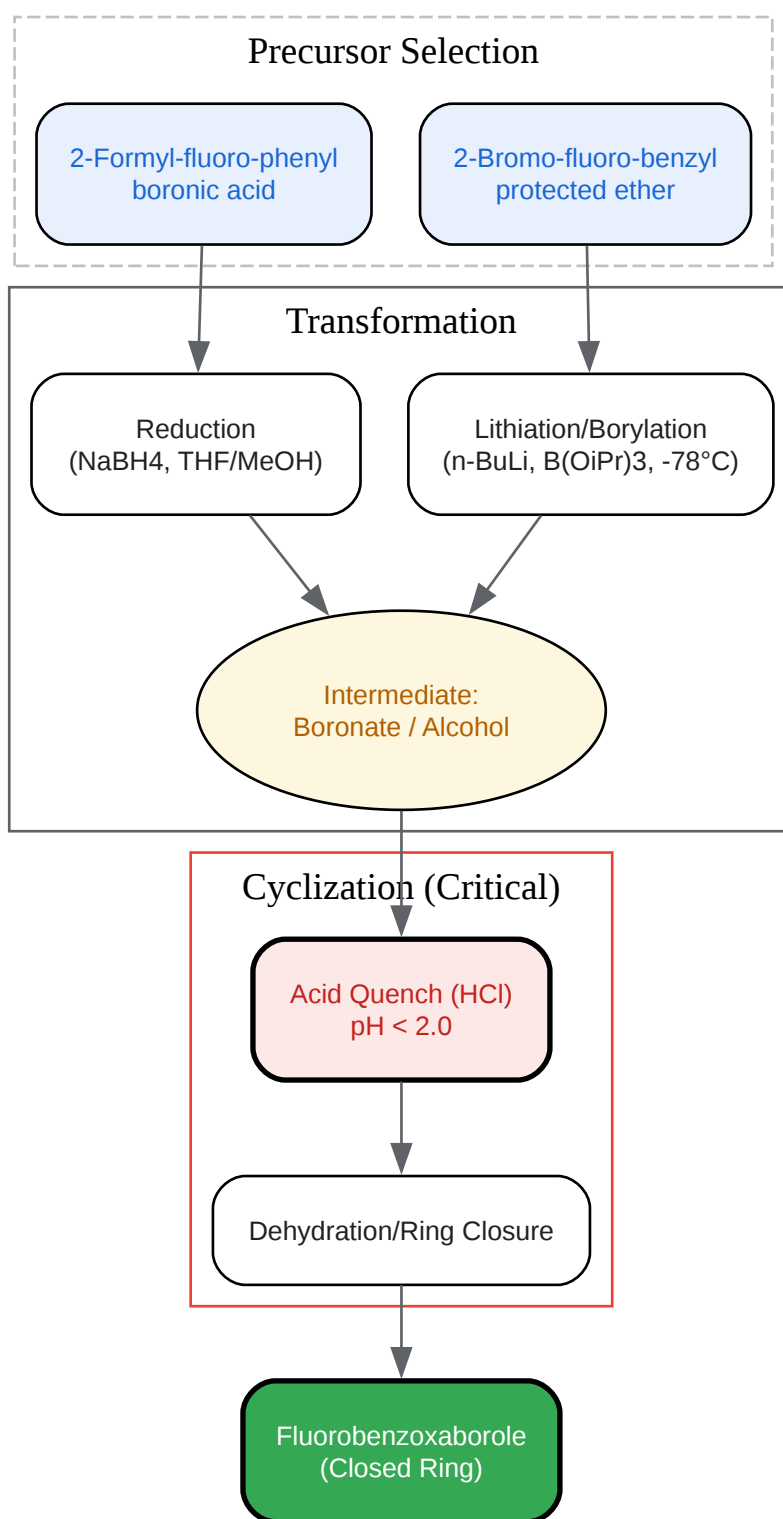 Precursor Selection
2-Formyl-fluoro-phenyl
boronic acid
2-Bromo-fluoro-benzyl
protected ether
Transformation
Reduction
(NaBH4, THF/MeOH)
Lithiation/Borylation
(n-BuLi, B(OiPr)3, -78°C)
Intermediate:
Boronate / Alcohol
Cyclization (Critical)
Acid Quench (HCl)
pH < 2.0
Dehydration/Ring Closure
Fluorobenzoxaborole
(Closed Ring)